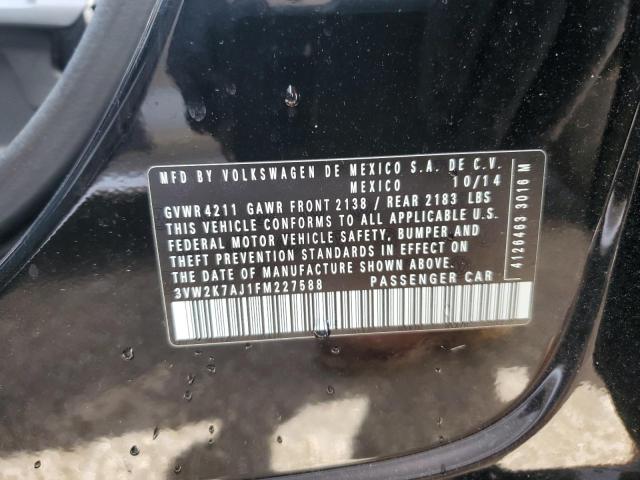 MFD BY VOLKSWAGEN DE MEXICO S.A. DE C.V.
MEXICO 10/14
GVWR 4211 GAWR FRONT 2138 / REAR 2183 LBS
THIS VEHICLE CONFORMS TO ALL APPLICABLE U.S.
FEDERAL MOTOR VEHICLE SAFETY, BUMPER AND
THEFT PREVENTION STANDARDS IN EFFECT ON
THE DATE OF MANUFACTURE SHOWN ABOVE.
3VW2K7AJ1FM227588 PASSENGER CAR
4126463 3016 M